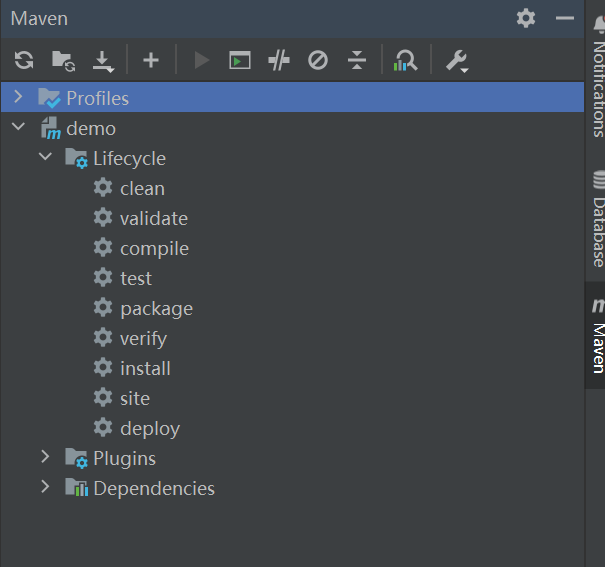 Maven
Profiles
demo
Lifecycle
clean
validate
compile
test
package
verify
install
site
deploy
Plugins
Dependencies
Notifications
Database
Maven